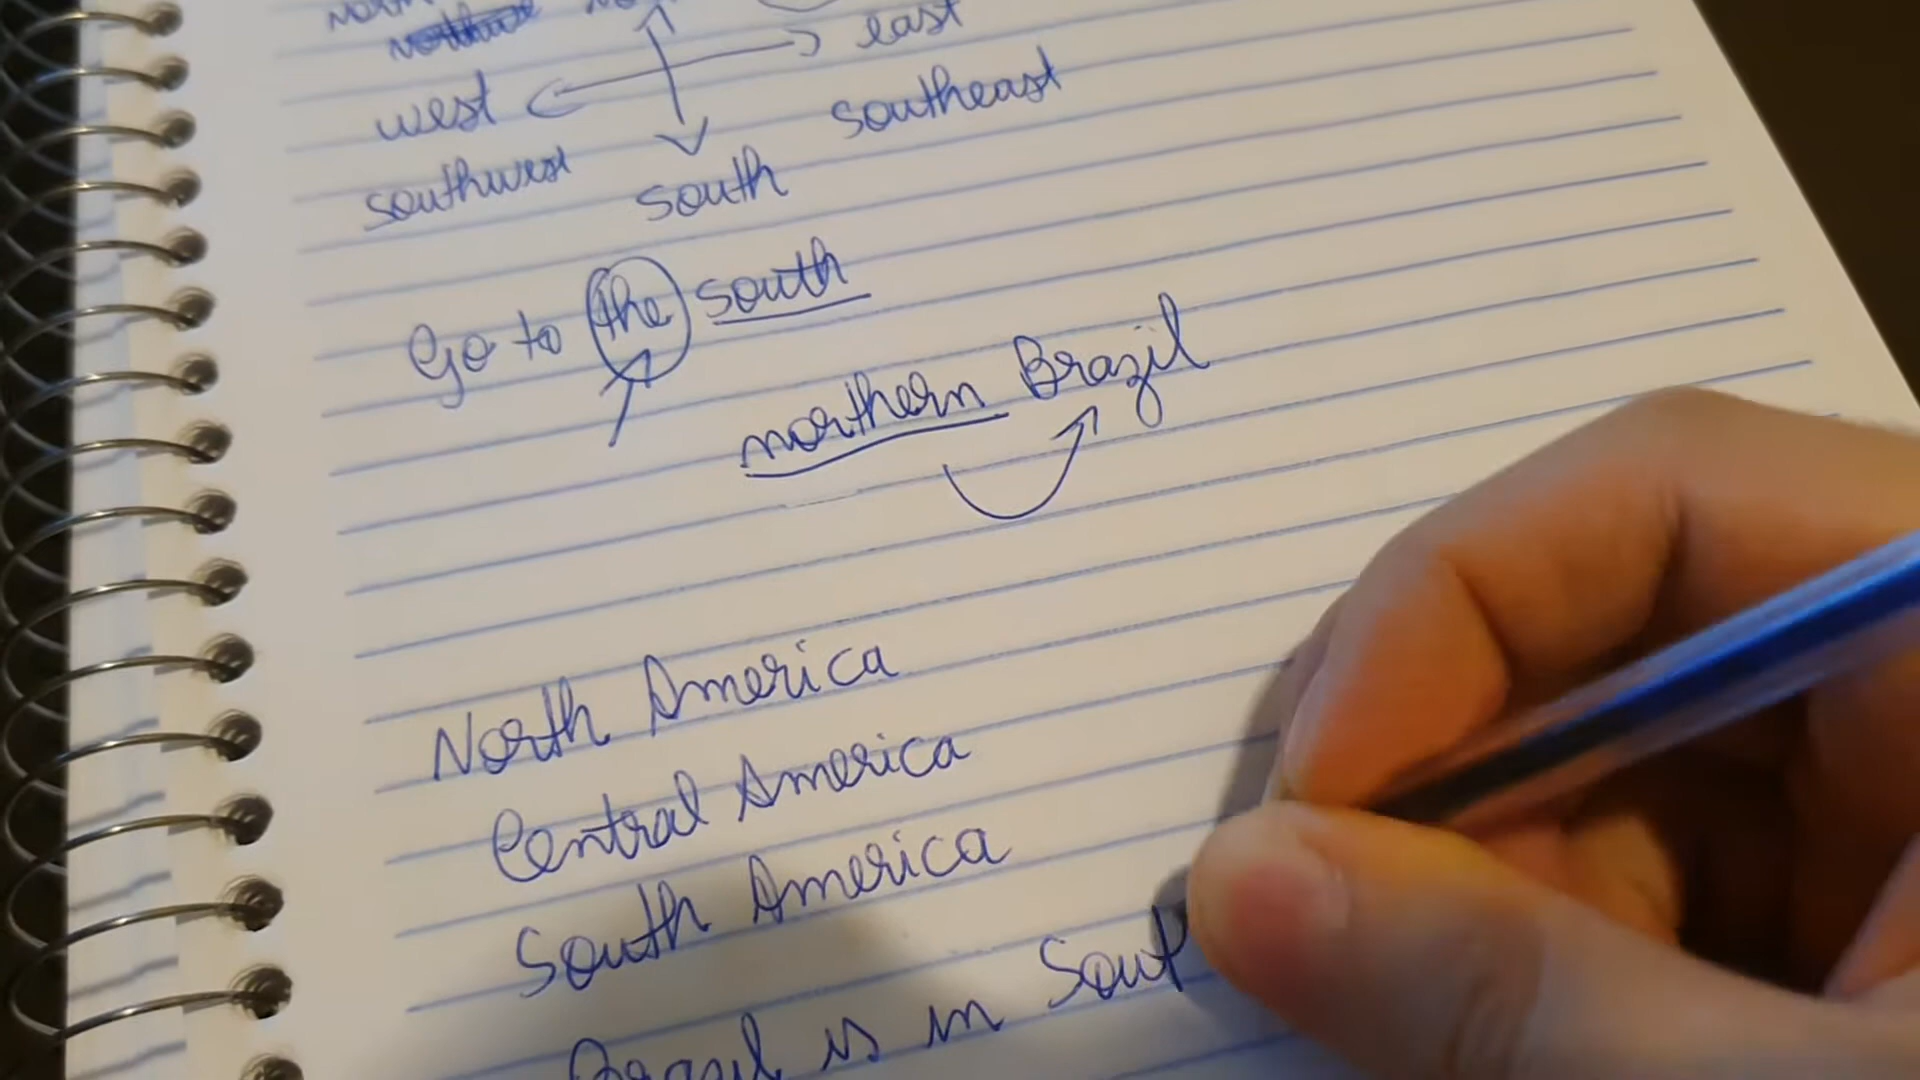 east
west
southeast
southwest
south
Go to the south
northern Brazil
North America
Central America
South America
Brazil is in Sout